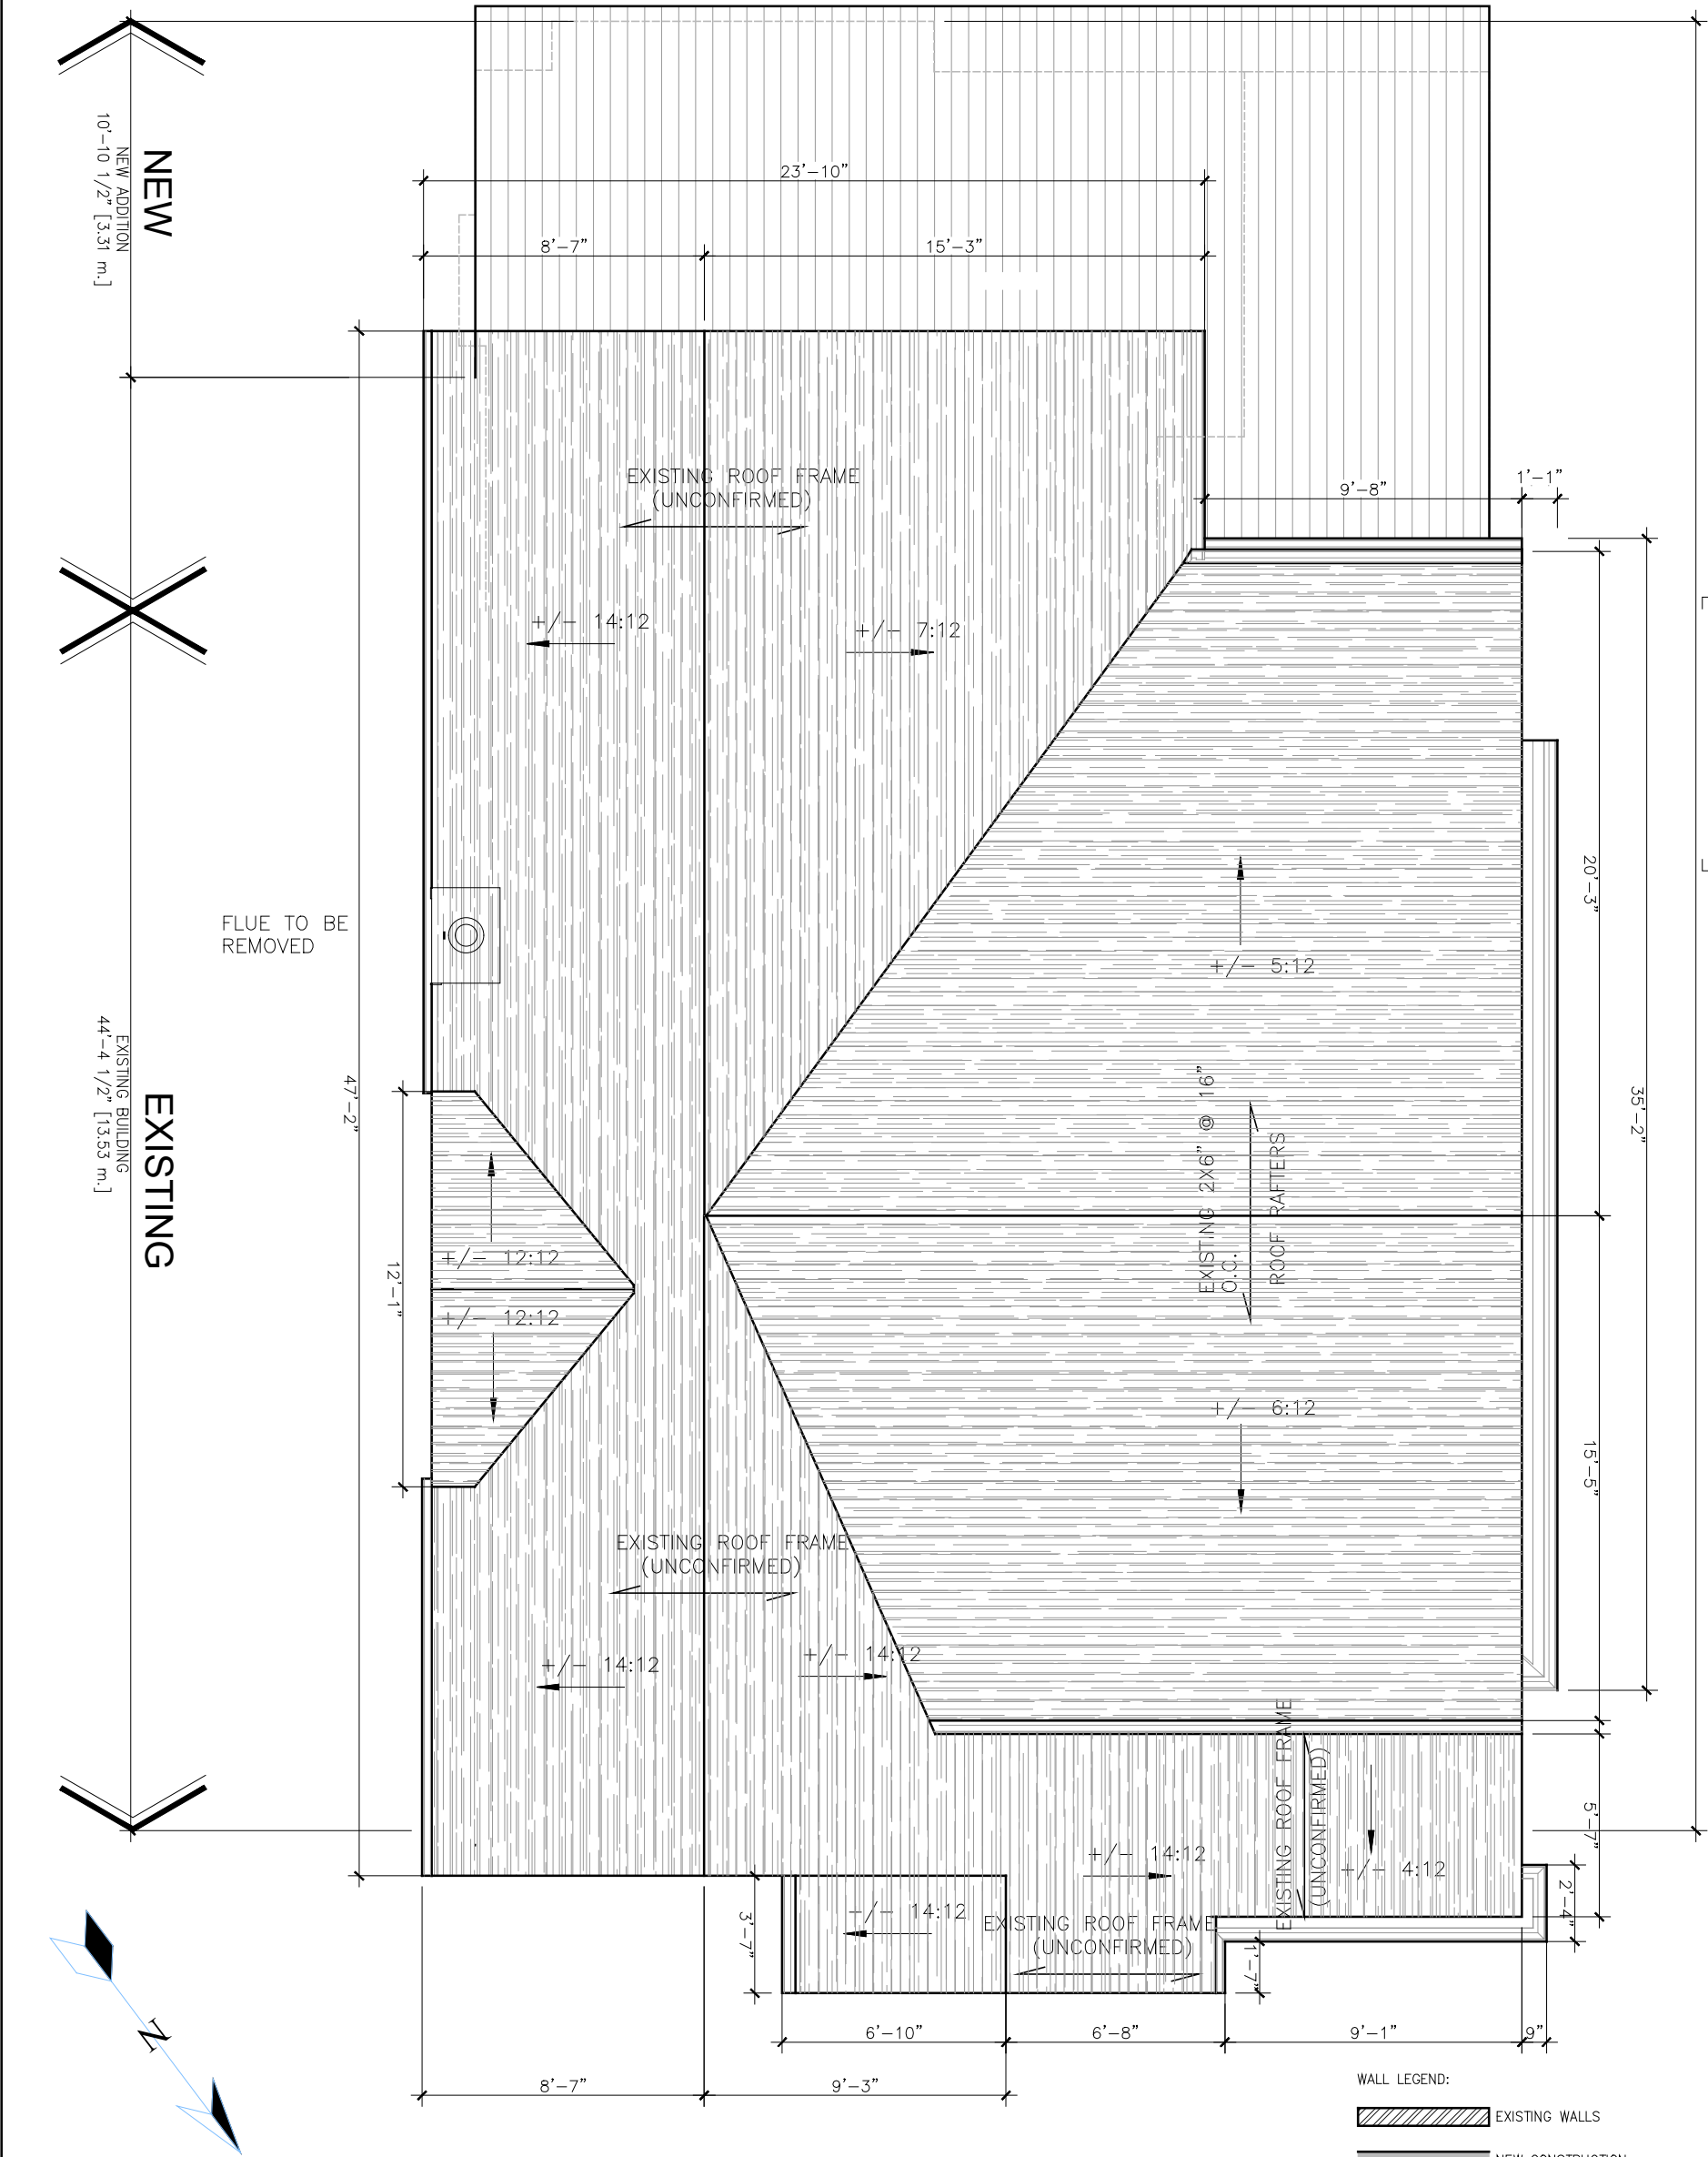 NEW
NEW ADDITION
10'-10 1/2" [3.31 m.]
23'-10"
8'-7"
15'-3"
EXISTING ROOF FRAME
(UNCONFIRMED)
9'-8"
1'-1"
+/- 14:12
+/- 7:12
20'-3"
35'-2"
FLUE TO BE
REMOVED
+/- 5:12
47'-2"
EXISTING
EXISTING BUILDING
44'-4 1/2" [13.53 m.]
EXISTING 2X6" @ 16"
O.C.
ROOF RAFTERS
12'-1"
+/- 12:12
+/- 12:12
+/- 6:12
15'-5"
EXISTING ROOF FRAME
(UNCONFIRMED)
+/- 14:12
+/- 14:12
EXISTING ROOF FRAME
(UNCONFIRMED)
5'-7"
+/- 14:12
+/- 4:12
2'-4"
3'-7"
+/- 14:12
EXISTING ROOF FRAME
(UNCONFIRMED)
1'-7"
6'-10"
6'-8"
9'-1"
9"
8'-7"
9'-3"
N
WALL LEGEND:
EXISTING WALLS
NEW CONSTRUCTION